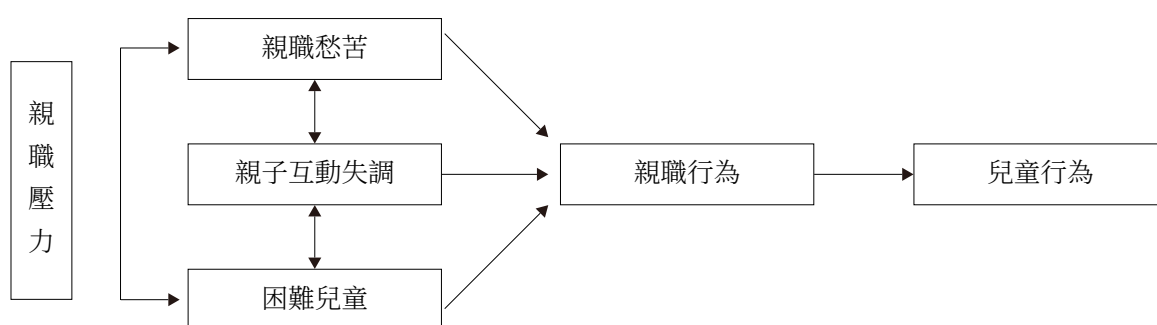 親職壓力
親職愁苦
親子互動失調
困難兒童
親職行為
兒童行為